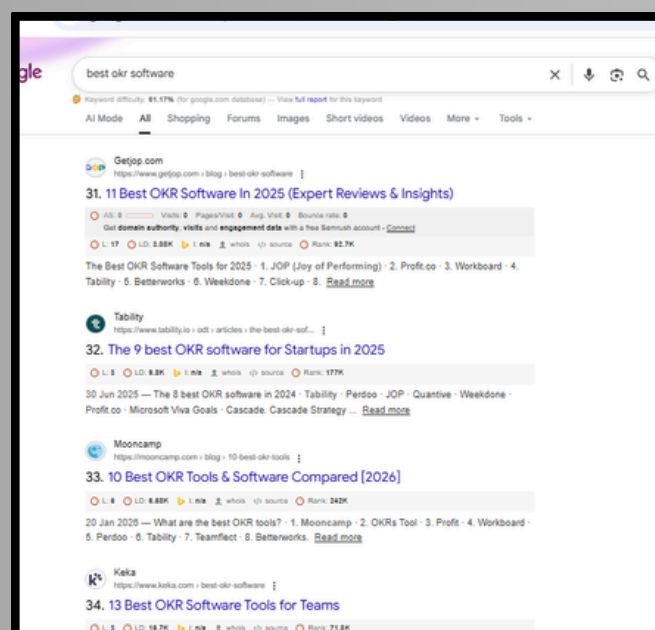 gle
best okr software
Keyword difficulty: 61.17% (for google.com database) — View full report for this keyword
AI Mode All Shopping Forums Images Short videos Videos More Tools
Getjop.com
https://www.getjop.com › blog › best-okr-software
31. 11 Best OKR Software In 2025 (Expert Reviews & Insights)
AS: 0 Visits: 0 Pages/Visit: 0 Avg. Visit: 0 Bounce rate: 0
Get domain authority, visits and engagement data with a free Semrush account - Connect
L: 17 LD: 5.88K I: n/a whois source Rank: 92.7K
The Best OKR Software Tools for 2025 · 1. JOP (Joy of Performing) · 2. Profit.co · 3. Workboard · 4.
Tability · 5. Betterworks · 6. Weekdone · 7. Click-up · 8. Read more
Tability
https://www.tability.io › odt › articles › the-best-okr-sof...
32. The 9 best OKR software for Startups in 2025
L: 5 LD: 9.8K I: n/a whois source Rank: 177K
30 Jun 2025 — The 8 best OKR software in 2024 · Tability · Perdoo · JOP · Quantive · Weekdone ·
Profit.co · Microsoft Viva Goals · Cascade. Cascade Strategy ... Read more
Mooncamp
https://mooncamp.com › blog › 10-best-okr-tools
33. 10 Best OKR Tools & Software Compared [2026]
L: 6 LD: 6.68K I: n/a whois source Rank: 242K
20 Jan 2026 — What are the best OKR tools? · 1. Mooncamp · 2. OKRs Tool · 3. Profit · 4. Workboard ·
5. Perdoo · 6. Tability · 7. Teamflect · 8. Betterworks. Read more
Keka
https://www.keka.com › best-okr-software
34. 13 Best OKR Software Tools for Teams
L: 5 LD: 16.7K I: n/a whois source Rank: 71.8K